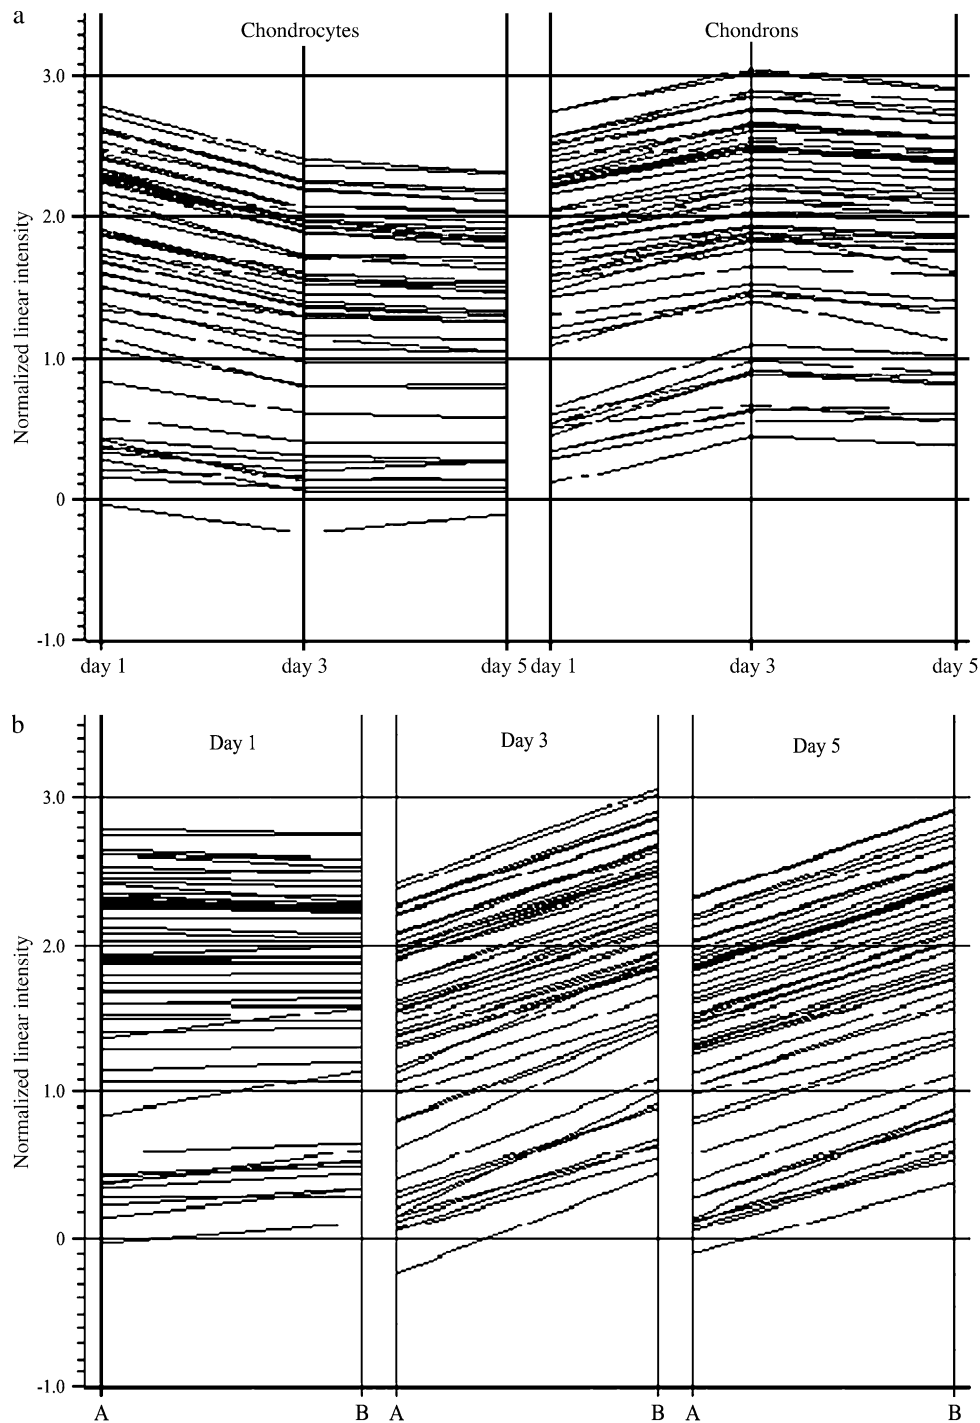 a
Chondrocytes
Chondrons
3.0
2.0
1.0
0
-1.0
Normalized linear intensity
day 1
day 3
day 5
day 1
day 3
day 5
b
Day 1
Day 3
Day 5
3.0
2.0
1.0
0
-1.0
Normalized linear intensity
A
B
A
B
A
B